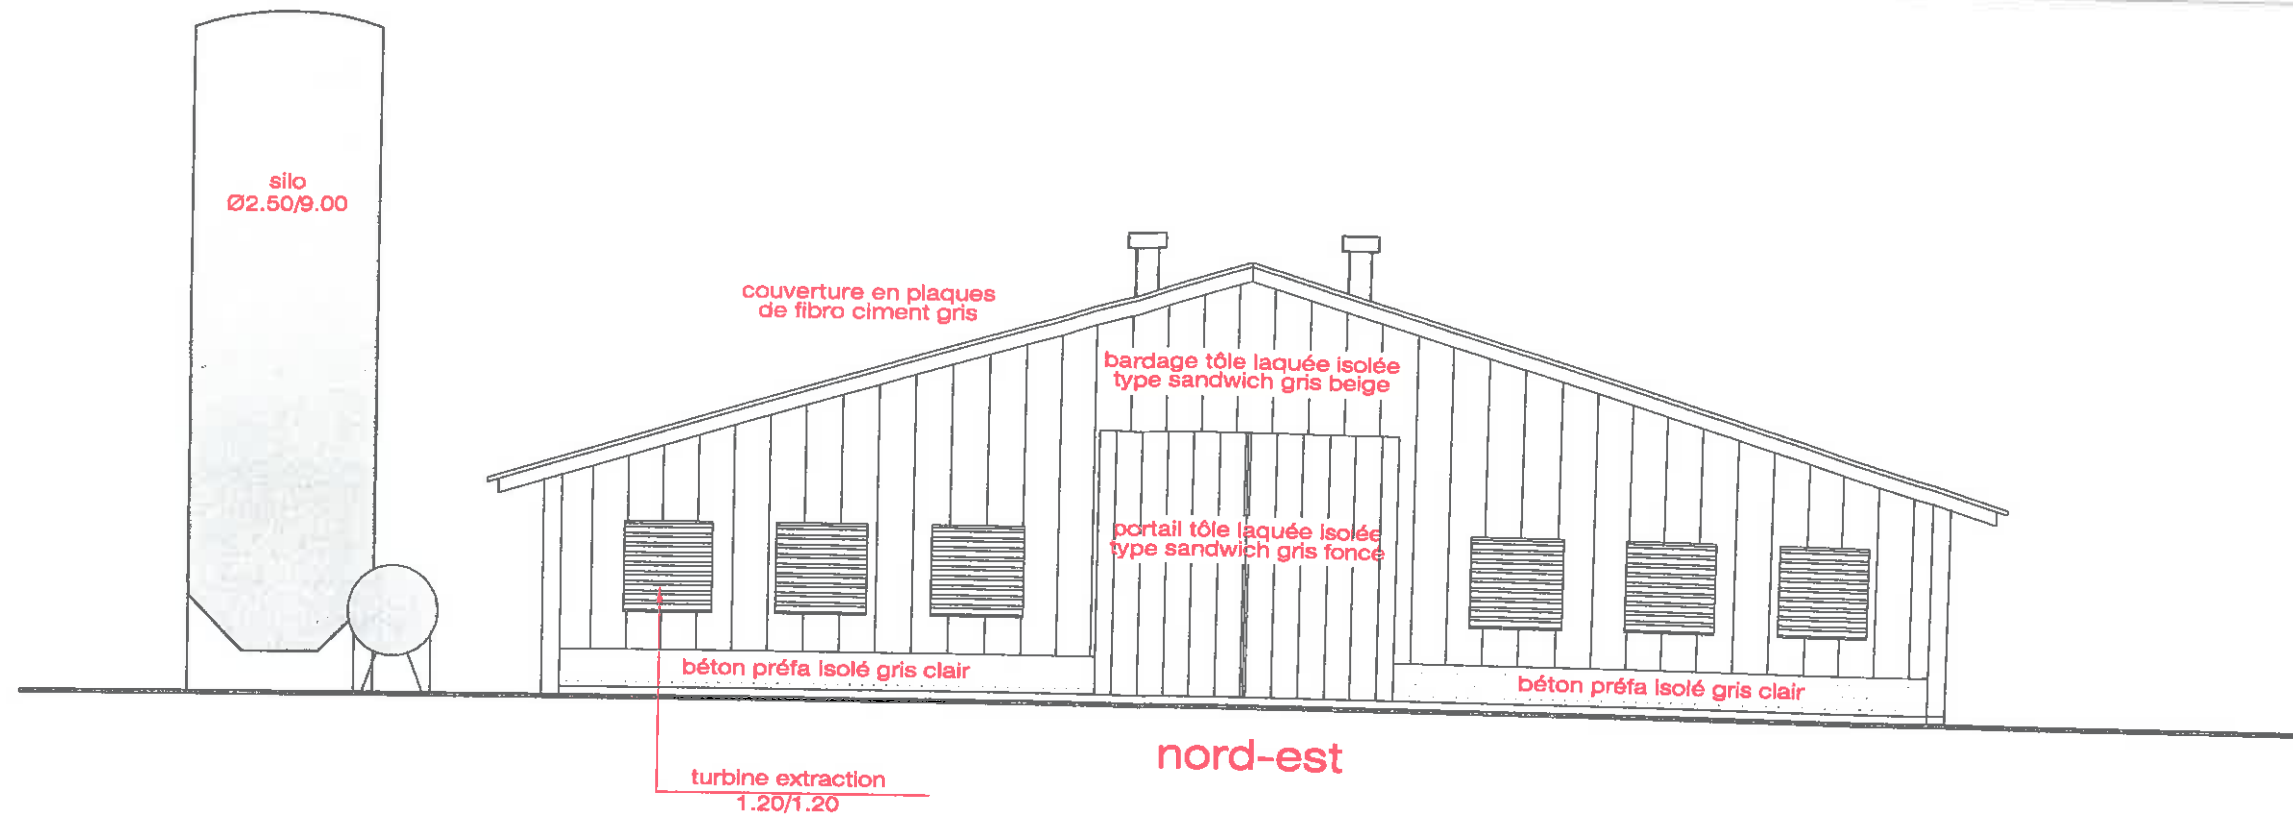 silo
Ø2.50/9.00
couverture en plaques
de fibro ciment gris
bardage tôle laquée isolée
type sandwich gris beige
portail tôle laquée isolée
type sandwich gris foncé
béton préfa isolé gris clair
béton préfa isolé gris clair
nord-est
turbine extraction
1.20/1.20